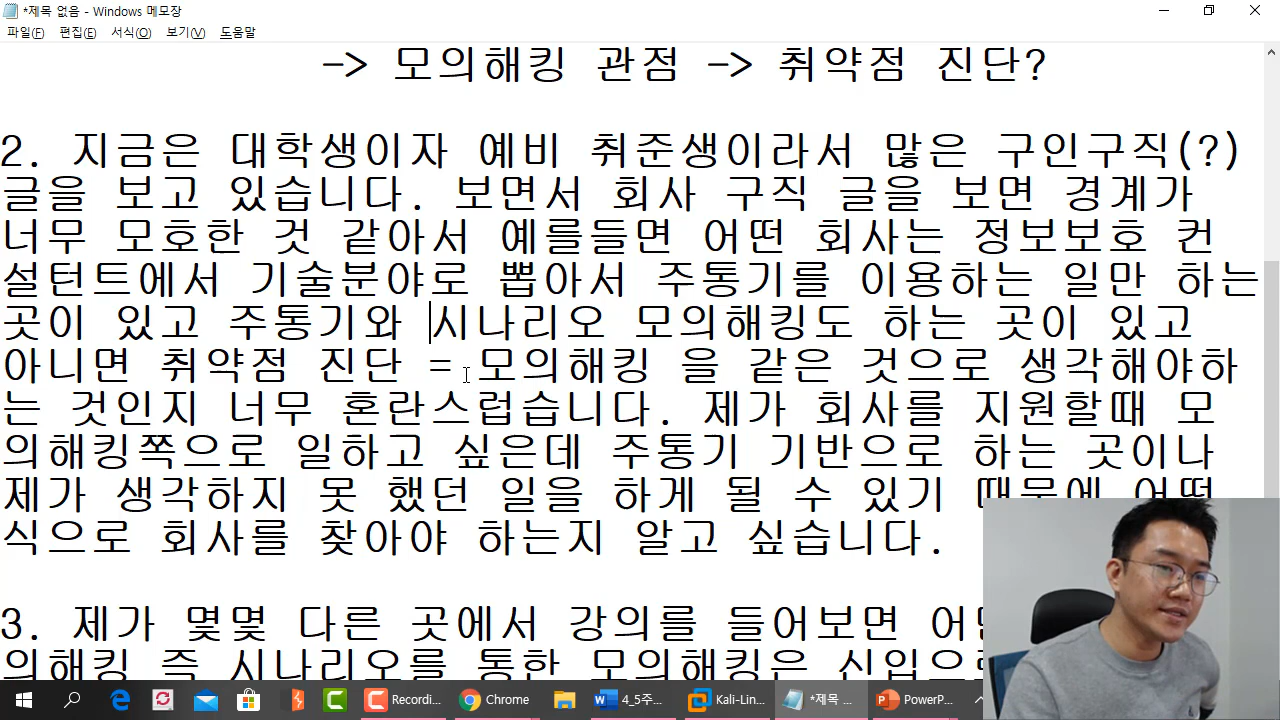 *제목 없음 - Windows 메모장
파일(F) 편집(E) 서식(O) 보기(V) 도움말
-> 모의해킹 관점 -> 취약점 진단?
2. 지금은 대학생이자 예비 취준생이라서 많은 구인구직(?)
글을 보고 있습니다. 보면서 회사 구직 글을 보면 경계가
너무 모호한 것 같아서 예를들면 어떤 회사는 정보보호 컨
설턴트에서 기술분야로 뽑아서 주통기를 이용하는 일만 하는
곳이 있고 주통기와 시나리오 모의해킹도 하는 곳이 있고
아니면 취약점 진단 = 모의해킹 을 같은 것으로 생각해야하
는 것인지 너무 혼란스럽습니다. 제가 회사를 지원할때 모
의해킹쪽으로 일하고 싶은데 주통기 기반으로 하는 곳이나
제가 생각하지 못 했던 일을 하게 될 수 있기 때문에 어떤
식으로 회사를 찾아야 하는지 알고 싶습니다.
3. 제가 몇몇 다른 곳에서 강의를 들어보면
의해킹 즉 시나리오를 통한 모의해킹은 신입으로
Recordi... Chrome 4_5주... Kali-Lin... *제목 ... PowerP...